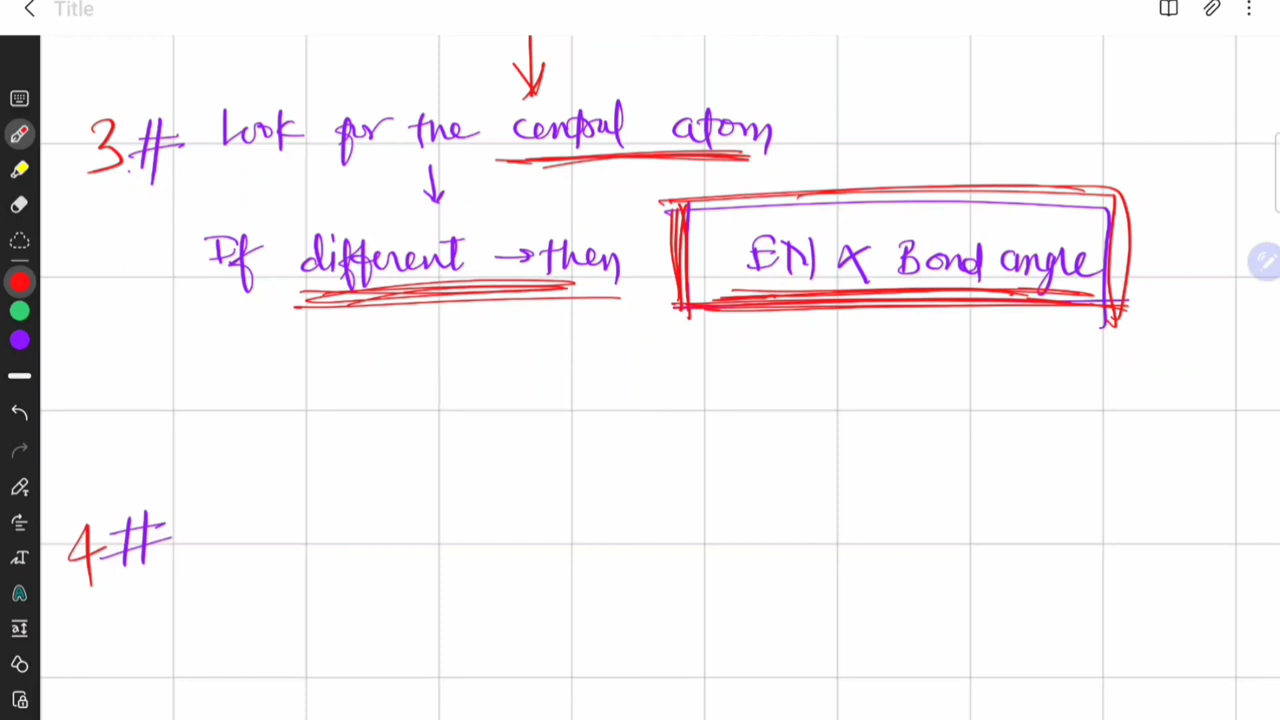 Title
3# Look for the central atom
If different → then EN ∝ Bond angle
4#